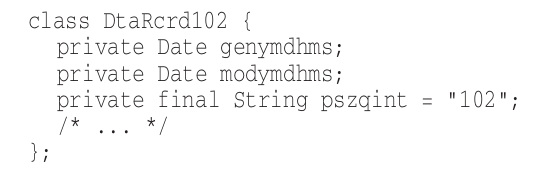 class DtaRcrd102 {
private Date genymdhms;
private Date modymdhms;
private final String pszqint = "102";
/* ... */
};